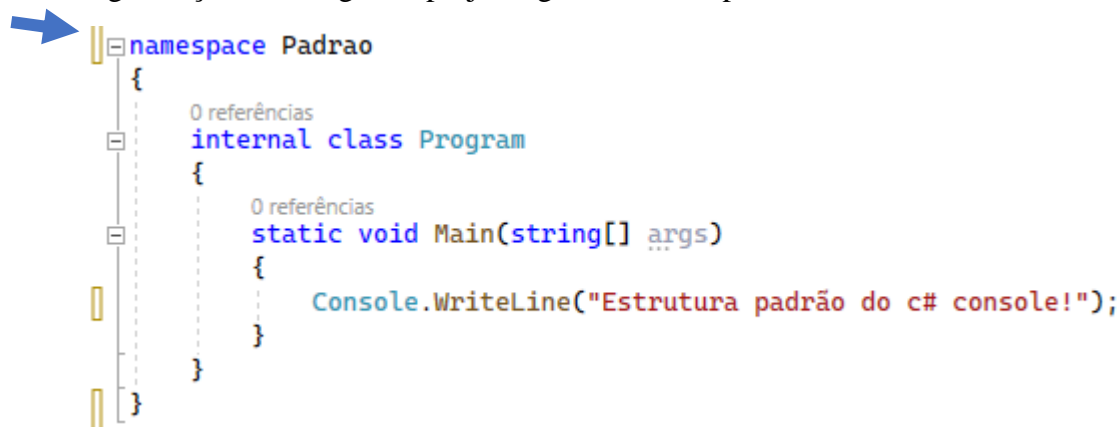 namespace Padrao
{
0 referências
internal class Program
{
0 referências
static void Main(string[] args)
{
Console.WriteLine("Estrutura padrão do c# console!");
}
}
}